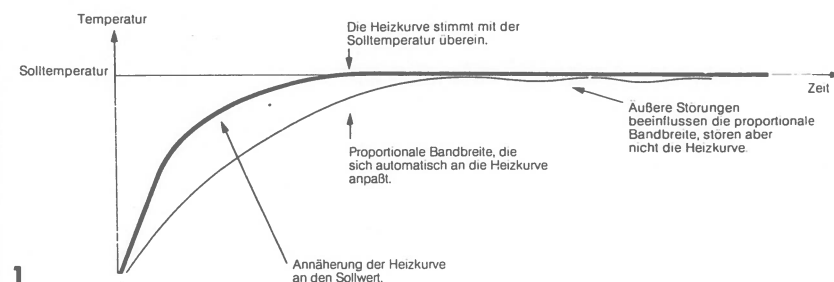 Temperatur
Die Heizkurve stimmt mit der
Solltemperatur überein.
Solltemperatur
Zeit
Äußere Störungen
beeinflussen die proportionale
Bandbreite, stören aber
nicht die Heizkurve.
Proportionale Bandbreite, die
sich automatisch an die Heizkurve
anpaßt.
Annäherung der Heizkurve
an den Sollwert.
1